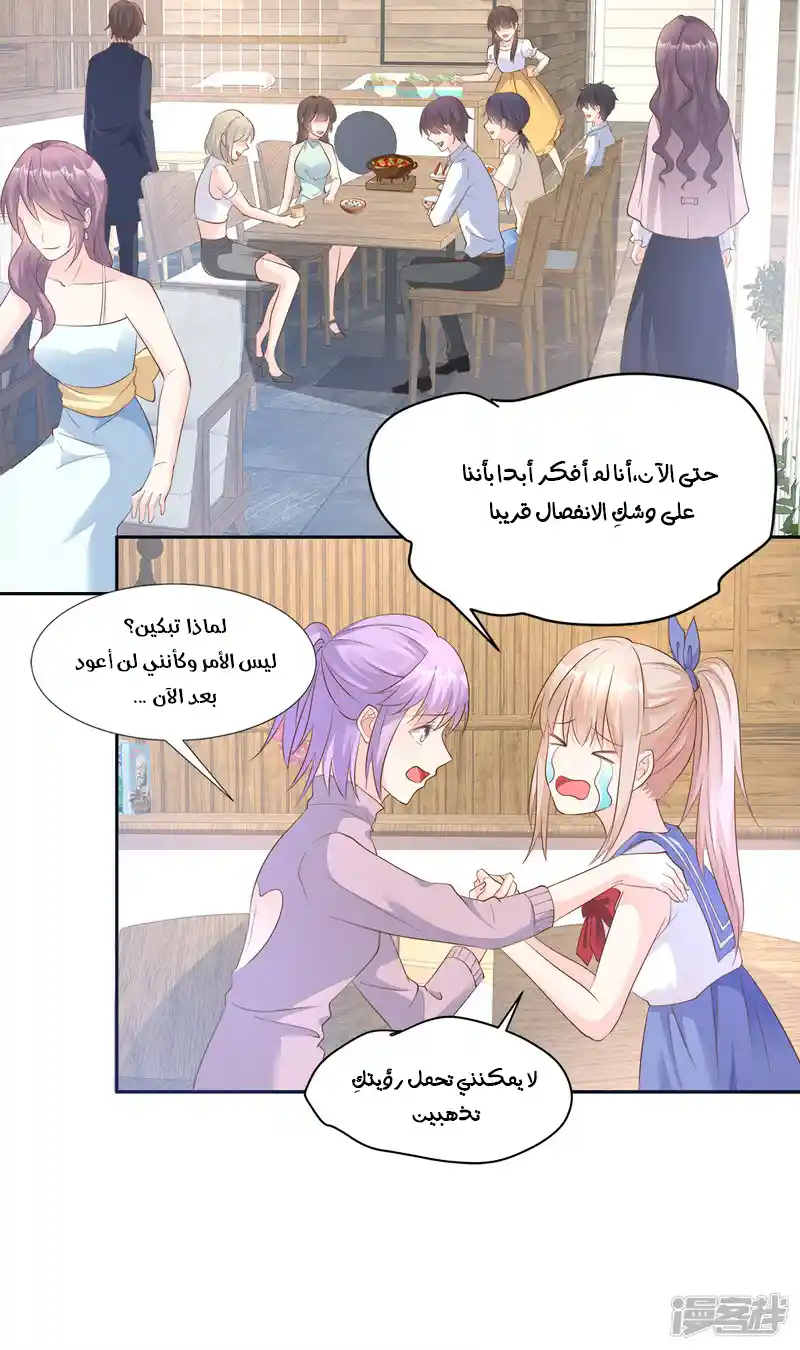 حتى الآن،أنا لم أفكر أبدا بأننا
على وشكِ الانفصال قريبا
لماذا تبكين؟
ليس الأمر وكأنني لن أعود
بعد الآن ...
لا يمكنني تحمل رؤيتكِ
تذهبين
漫客栈